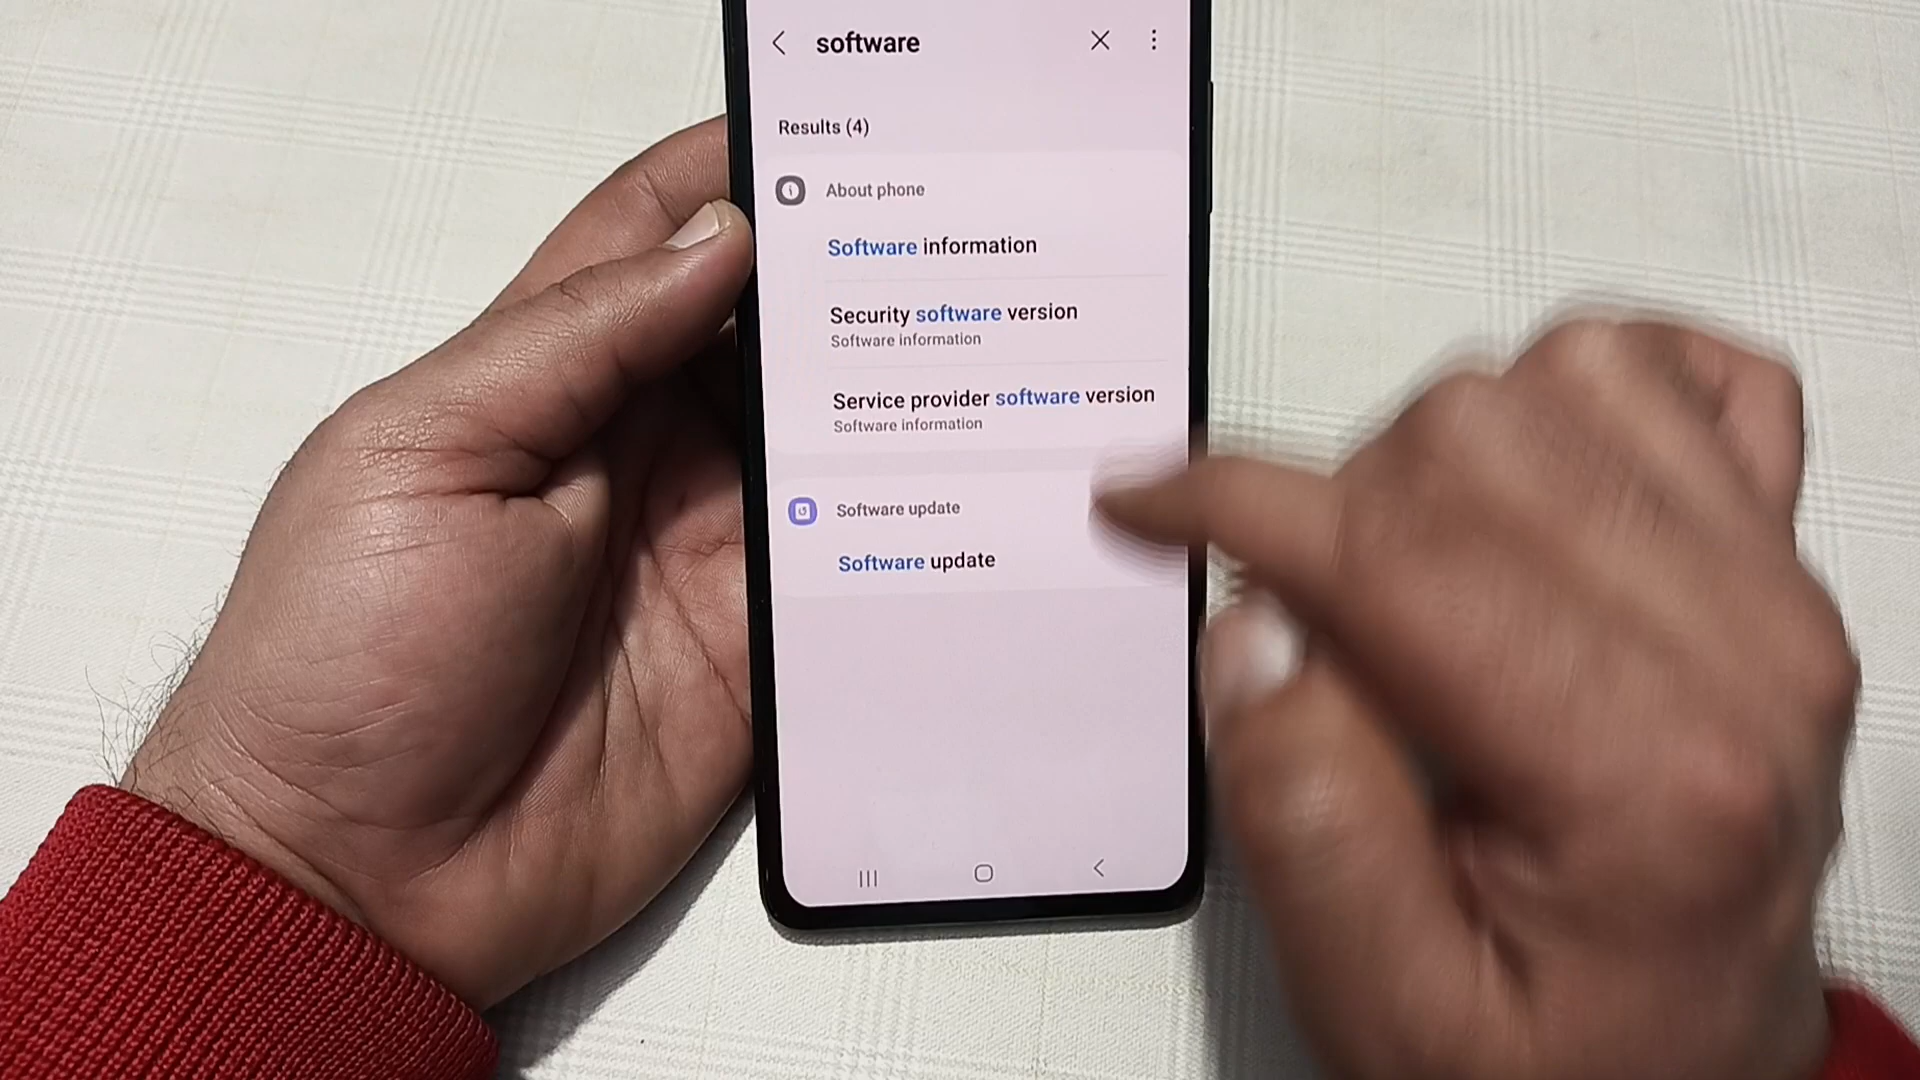 software
Results (4)
About phone
Software information
Security software version
Software information
Service provider software version
Software information
Software update
Software update